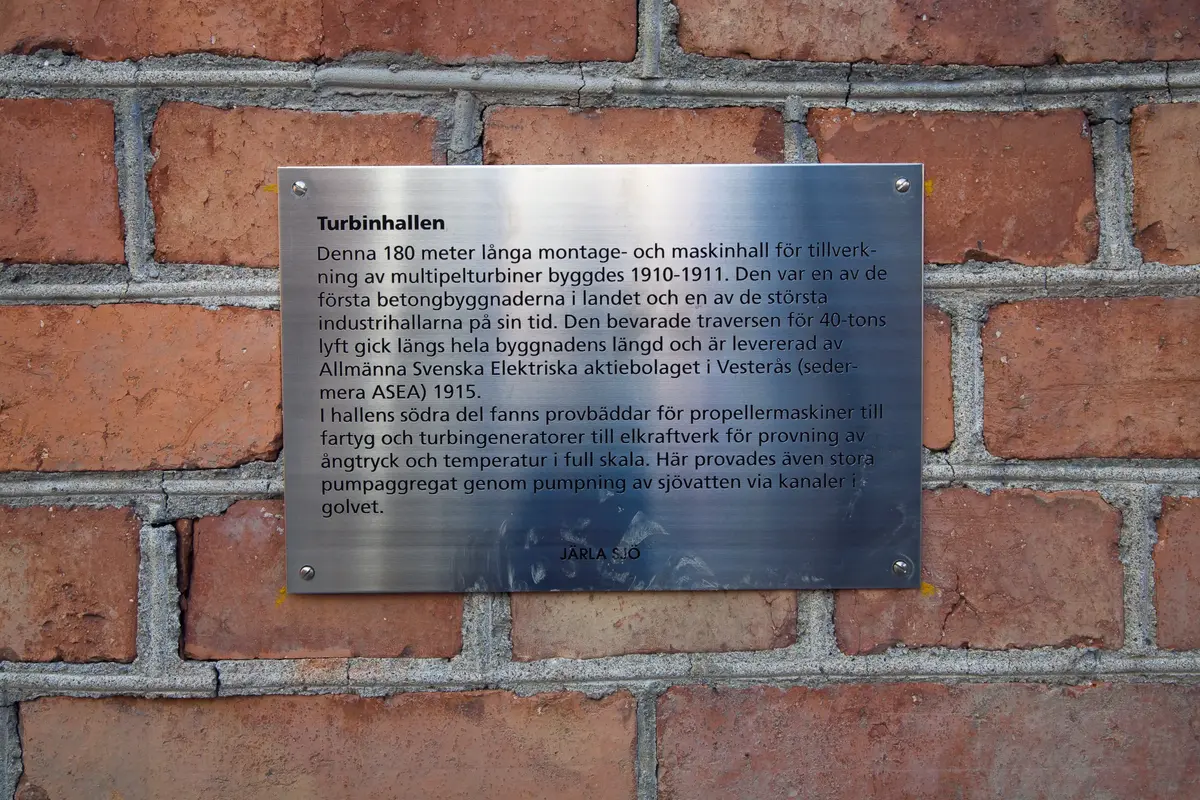 Turbinhallen
Denna 180 meter långa montage- och maskinhall för tillverk-
ning av multipelturbiner byggdes 1910-1911. Den var en av de
första betongbyggnaderna i landet och en av de största
industrihallarna på sin tid. Den bevarade traversen för 40-tons
lyft gick längs hela byggnadens längd och är levererad av
Allmänna Svenska Elektriska aktiebolaget i Vesterås (seder-
mera ASEA) 1915.
I hallens södra del fanns provbäddar för propellermaskiner till
fartyg och turbingeneratorer till elkraftverk för provning av
ångtryck och temperatur i full skala. Här provades även stora
pumpaggregat genom pumpning av sjövatten via kanaler i
golvet.
JÄRLA SJÖ